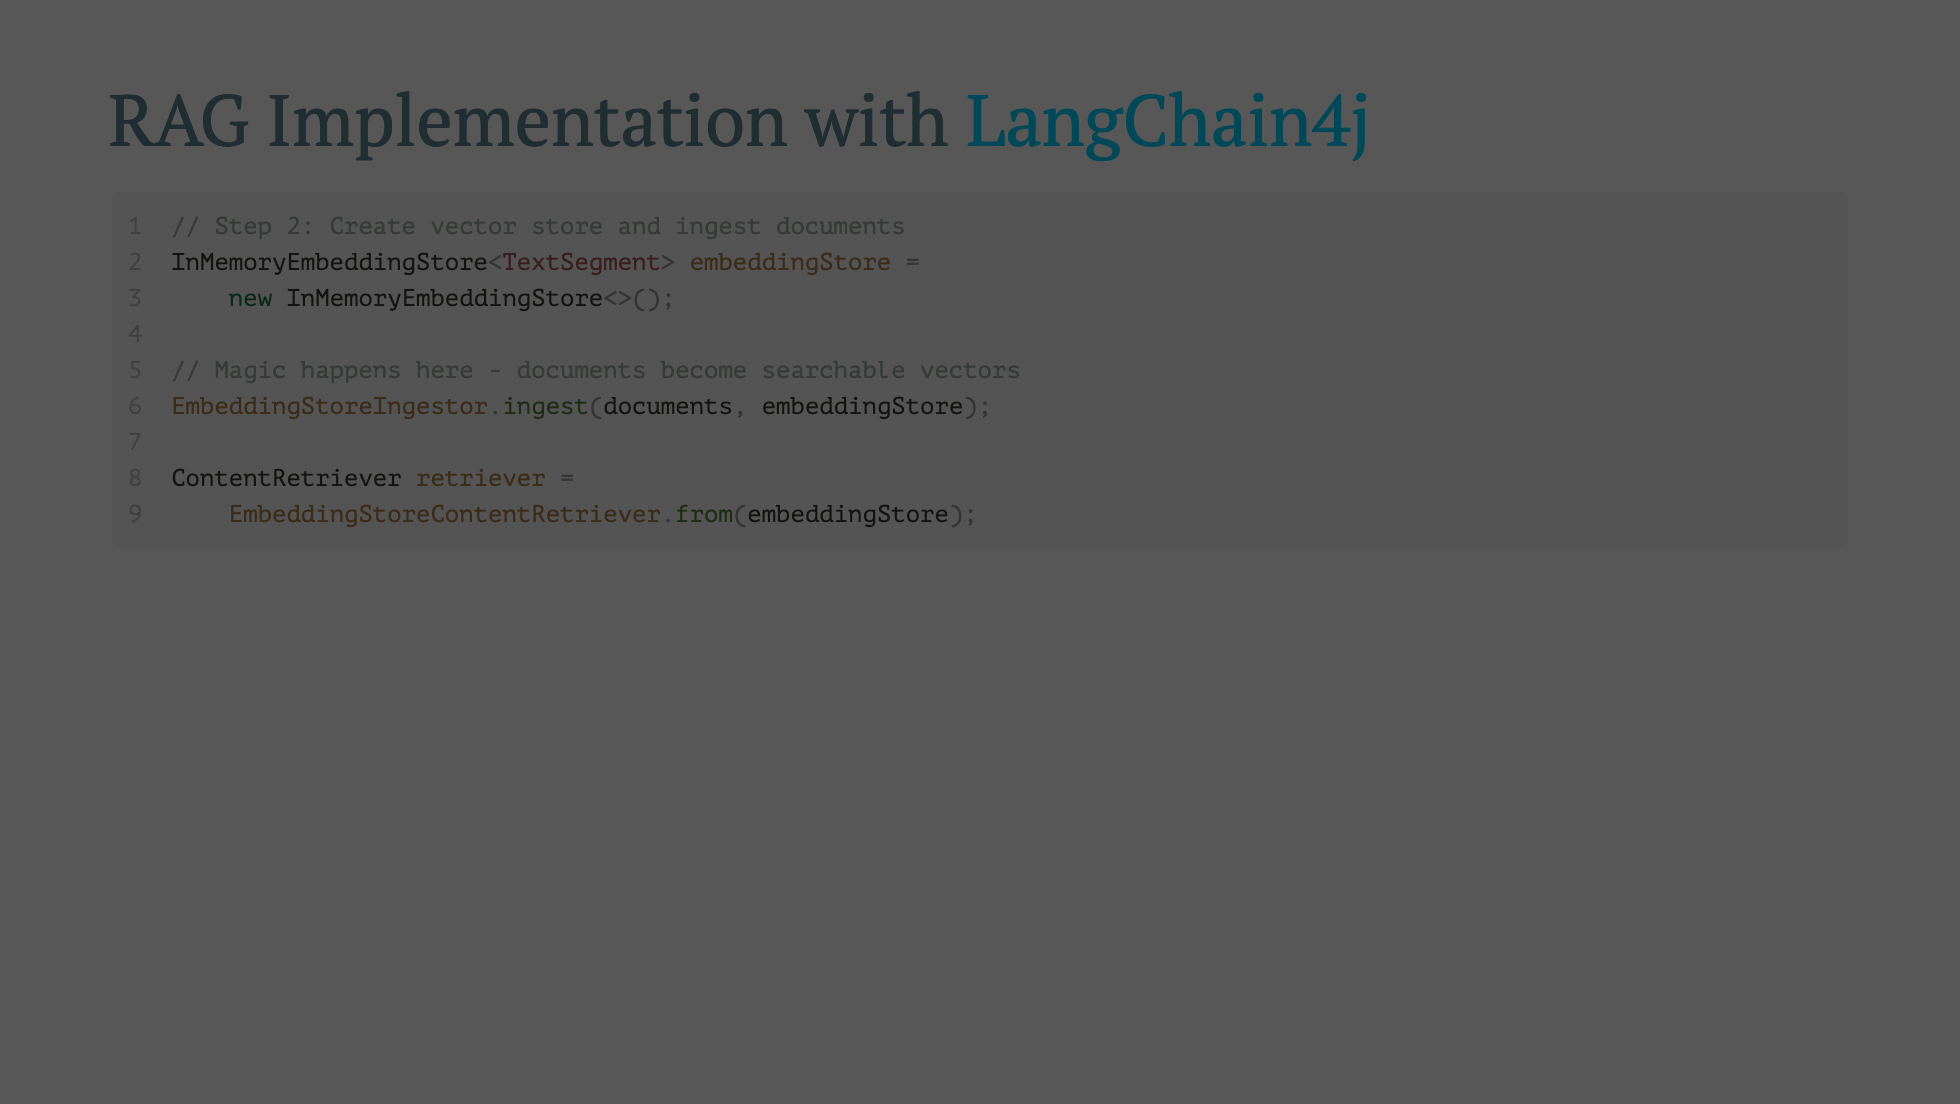 RAG Implementation with LangChain4j
1 // Step 2: Create vector store and ingest documents
2 InMemoryEmbeddingStore<TextSegment> embeddingStore =
3     new InMemoryEmbeddingStore<>();
4
5 // Magic happens here - documents become searchable vectors
6 EmbeddingStoreIngestor.ingest(documents, embeddingStore);
7
8 ContentRetriever retriever =
9     EmbeddingStoreContentRetriever.from(embeddingStore);